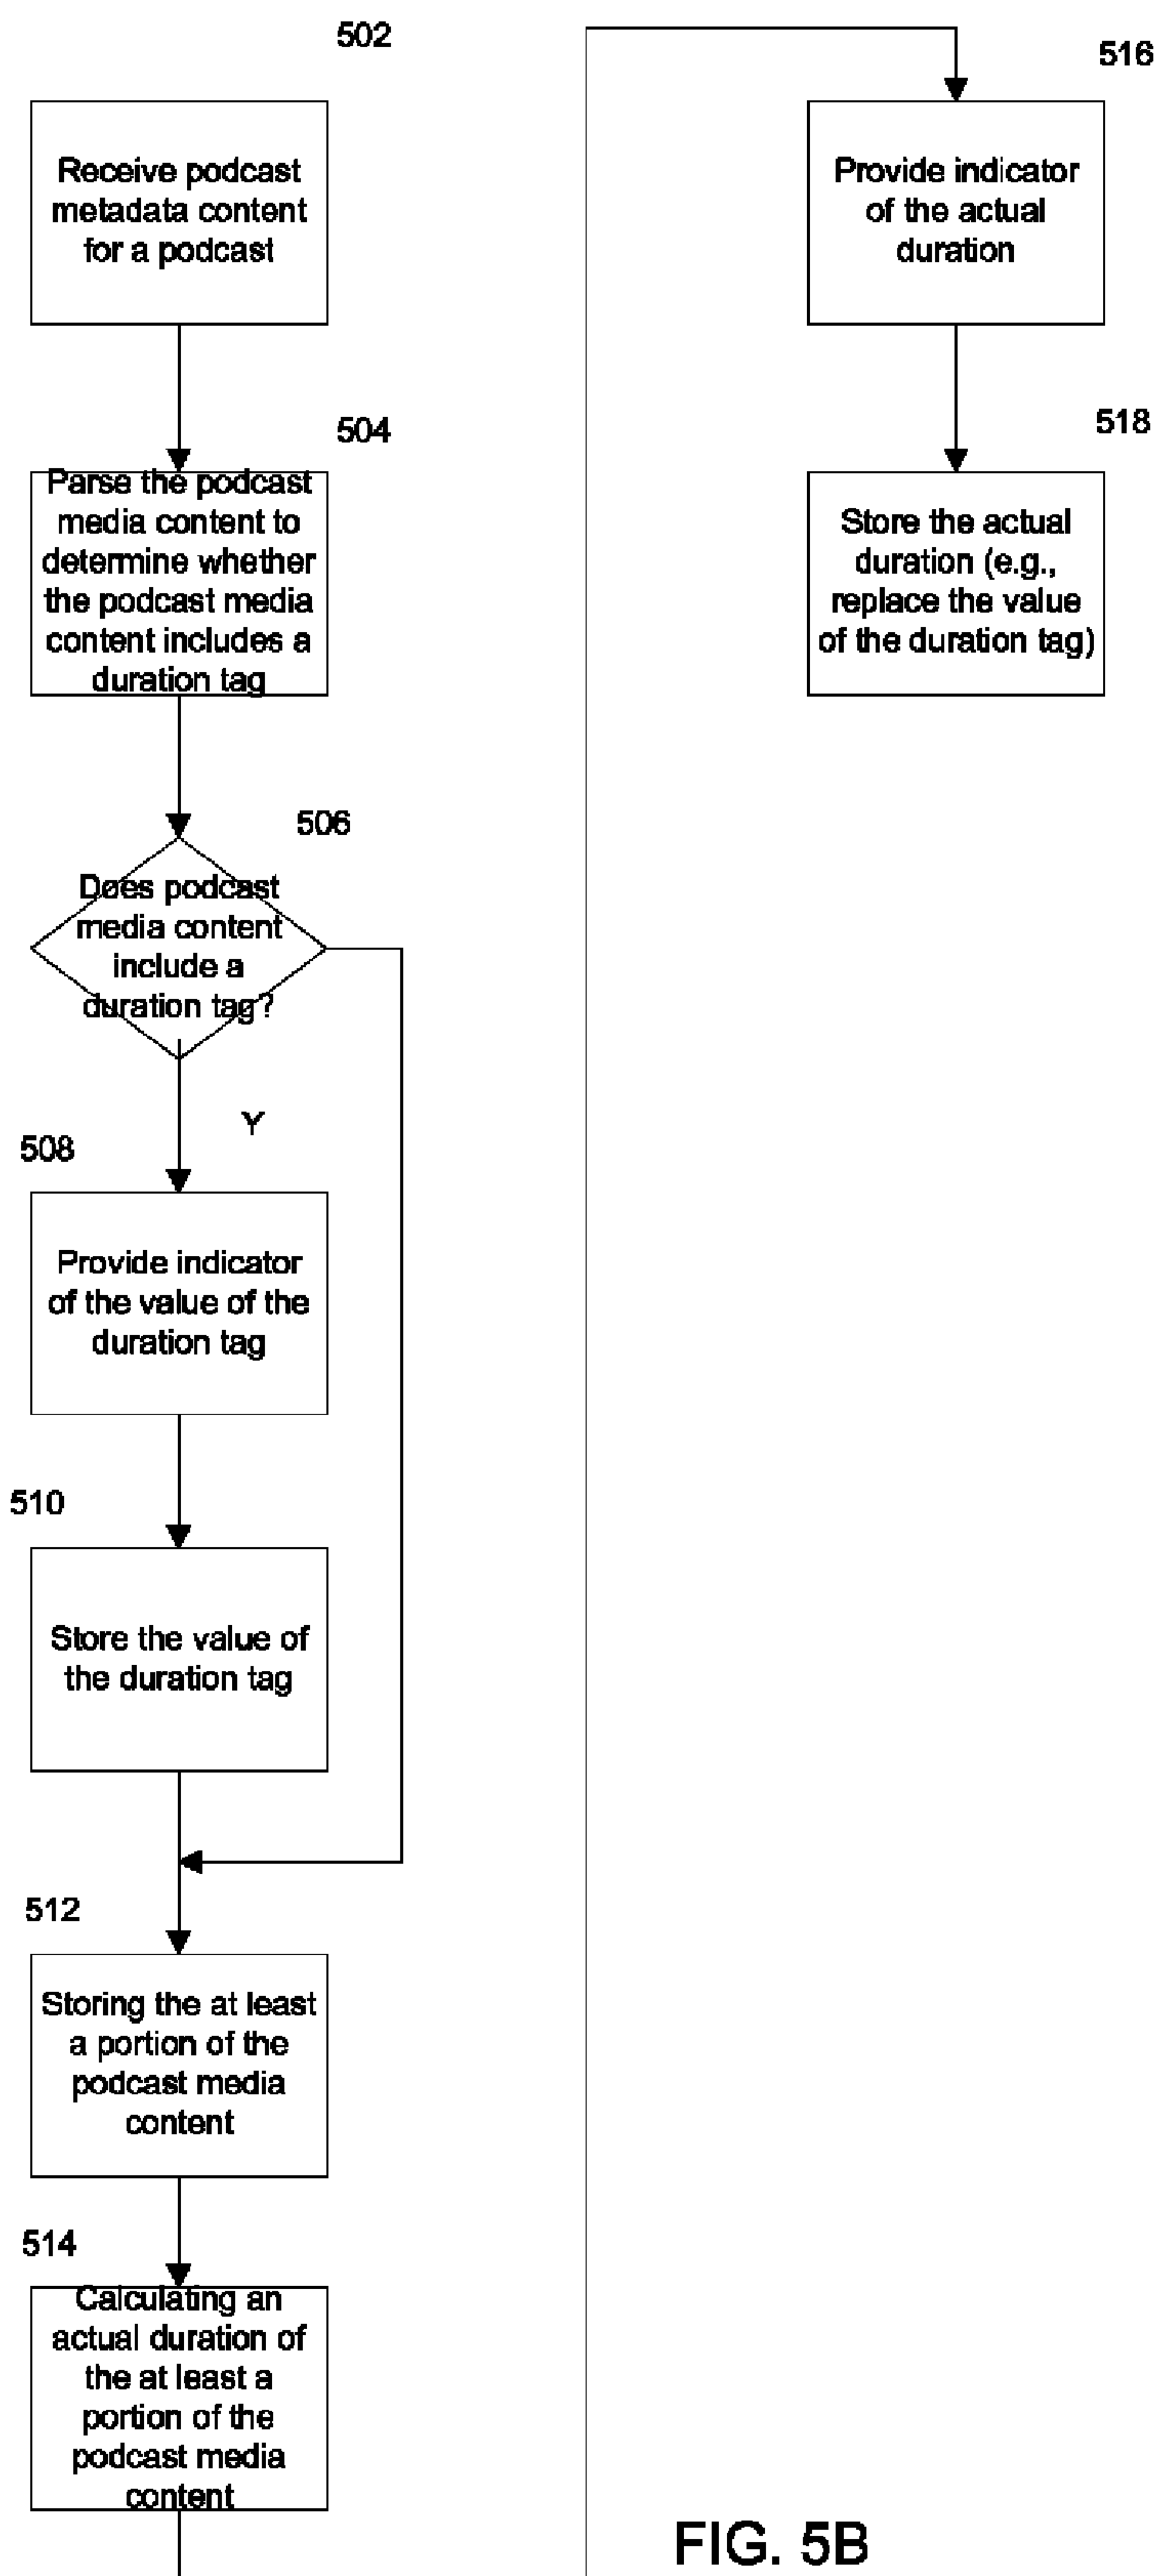 502
Receive podcast
metadata content
for a podcast
504
Parse the podcast
media content to
determine whether
the podcast media
content includes a
duration tag
506
Does podcast
media content
include a
duration tag?
Y
508
Provide indicator
of the value of the
duration tag
510
Store the value of
the duration tag
512
Storing the at least
a portion of the
podcast media
content
514
Calculating an
actual duration of
the at least a
portion of the
podcast media
content
516
Provide indicator
of the actual
duration
518
Store the actual
duration (e.g.,
replace the value
of the duration tag)
FIG. 5B